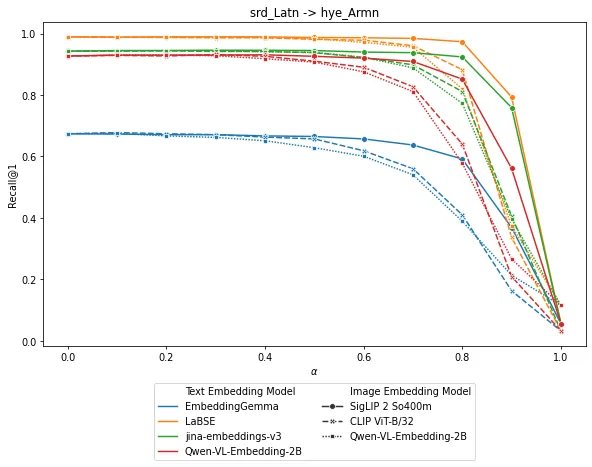 srd_Latn -> hye_Armn
Recall@1
1.0
0.8
0.6
0.4
0.2
0.0
0.0 0.2 0.4 0.6 0.8 1.0
α
Text Embedding Model
EmbeddingGemma
LaBSE
jina-embeddings-v3
Qwen-VL-Embedding-2B
Image Embedding Model
SigLIP 2 So400m
CLIP ViT-B/32
Qwen-VL-Embedding-2B